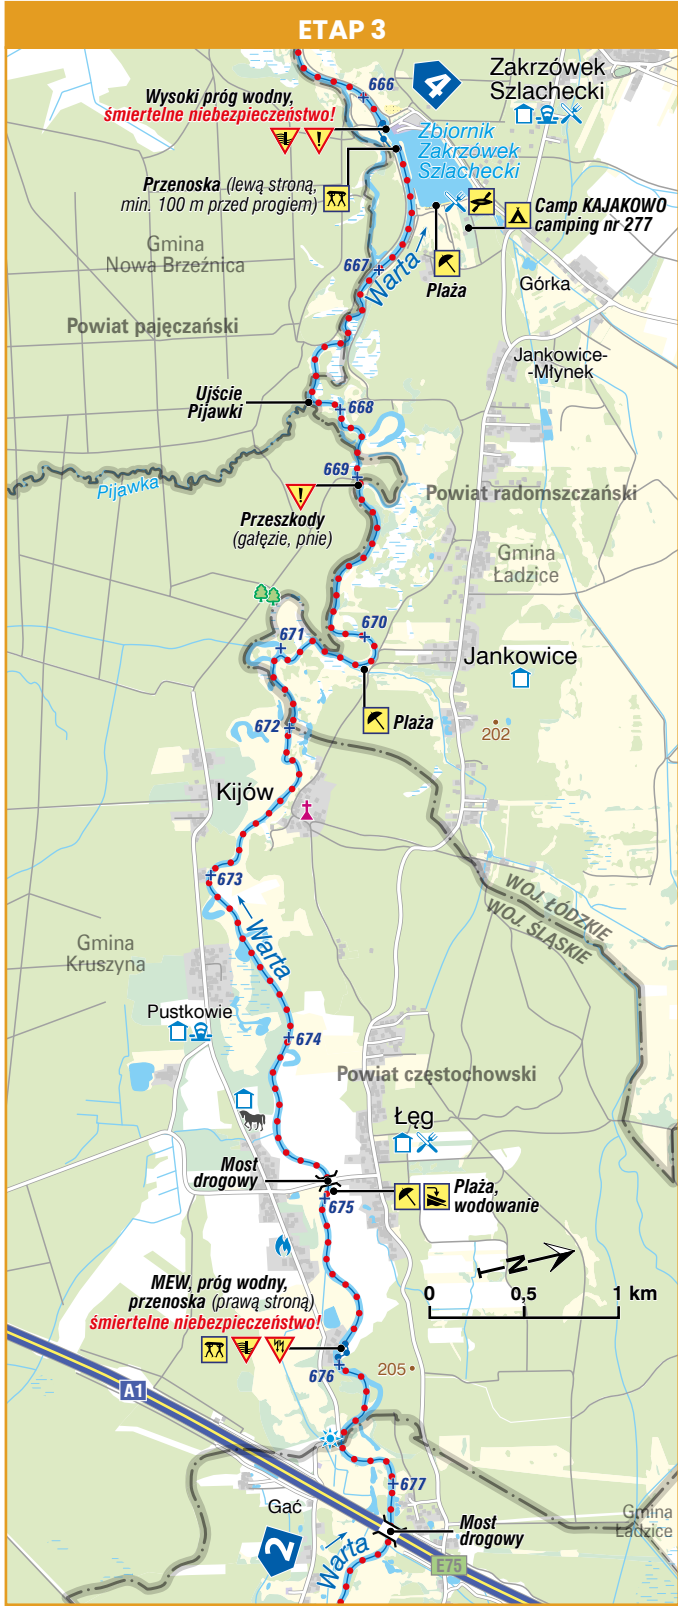 ETAP 3
666
4
Zakrzówek
Szlachecki
Wysoki próg wodny,
śmiertelne niebezpieczeństwo!
Zbiornik
Zakrzówek
Szlachecki
Przenoska (lewą stroną,
min. 100 m przed progiem)
Camp KAJAKOWO
camping nr 277
Gmina
Nowa Brzeźnica
667
Warta
Plaża
Górka
Powiat pajęczański
Jankowice-
-Młynek
Ujście
Pijawki
668
669
Pijawka
Powiat radomszczański
Przeszkody
(gałęzie, pnie)
Gmina
Ładzice
670
671
Jankowice
Plaża
672
202
Kijów
673
WOJ. ŁÓDZKIE
WOJ. ŚLĄSKIE
Warta
Gmina
Kruszyna
Pustkowie
674
Powiat częstochowski
Łęg
Most
drogowy
Plaża,
wodowanie
675
N
MEW, próg wodny,
przenoska (prawą stroną)
śmiertelne niebezpieczeństwo!
0 0,5 1 km
676
205
A1
677
Gać
Gmina
Ładzice
Most
drogowy
2
Warta
E75